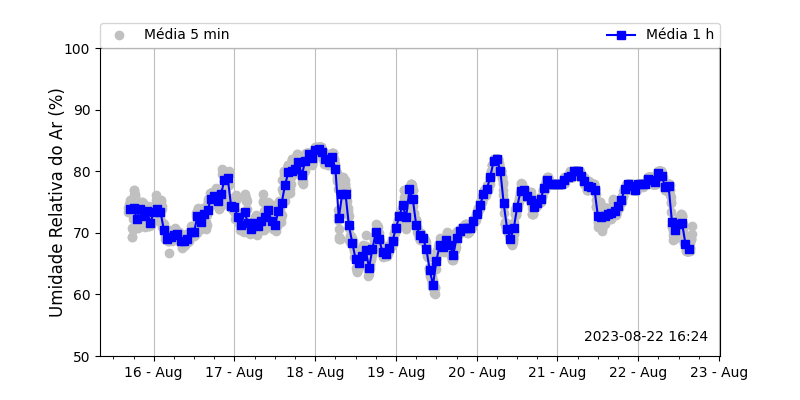 Média 5 min
Média 1 h
Umidade Relativa do Ar (%)
100
90
80
70
60
50
2023-08-22 16:24
16 - Aug
17 - Aug
18 - Aug
19 - Aug
20 - Aug
21 - Aug
22 - Aug
23 - Aug